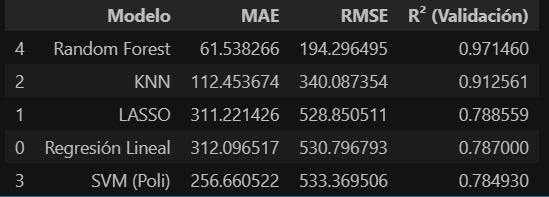 Modelo MAE RMSE R² (Validación)
4 Random Forest 61.538266 194.296495 0.971460
2 KNN 112.453674 340.087354 0.912561
1 LASSO 311.221426 528.850511 0.788559
0 Regresión Lineal 312.096517 530.796793 0.787000
3 SVM (Poli) 256.660522 533.369506 0.784930